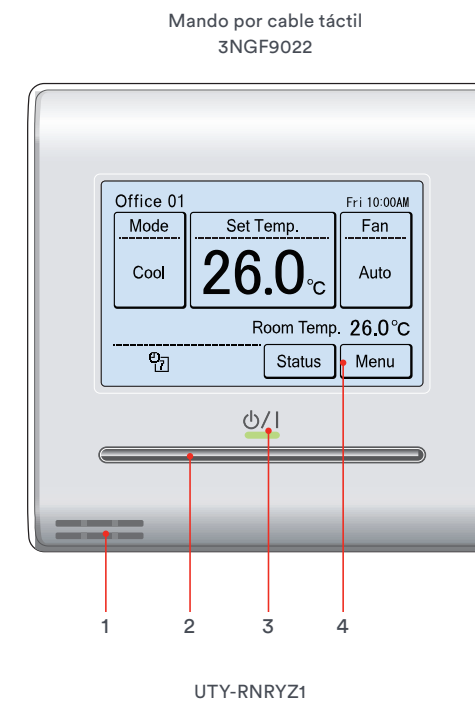 Mando por cable táctil
3NGF9022
Office 01 Fri 10:00AM
Mode Set Temp. Fan
Cool 26.0°C Auto
Room Temp. 26.0°C
7 Status Menu
⏻/|
1 2 3 4
UTY-RNRYZ1